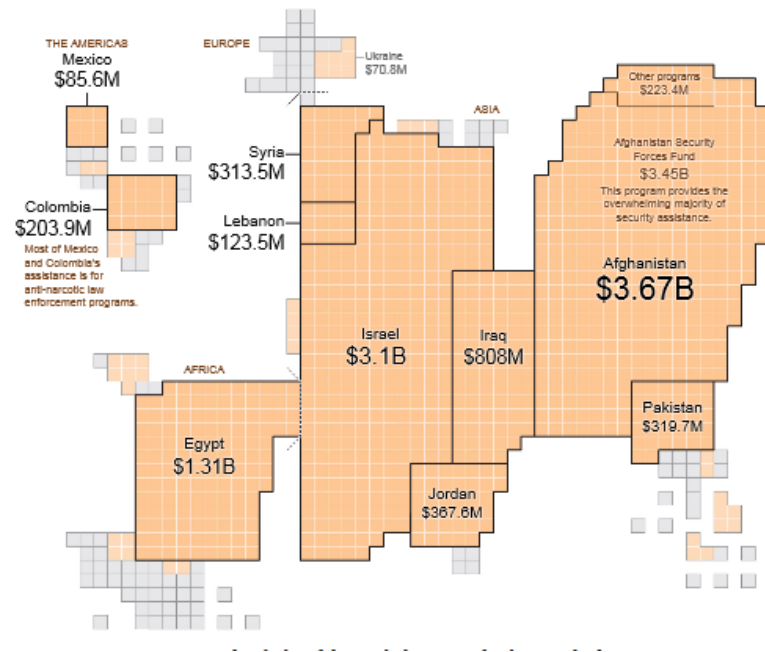 THE AMERICAS
Mexico
$85.6M
Colombia
$203.9M
Most of Mexico
and Colombia's
assistance is for
anti-narcotic law
enforcement programs.
EUROPE
Ukraine
$70.8M
ASIA
Syria
$313.5M
Lebanon
$123.5M
Israel
$3.1B
Iraq
$808M
Jordan
$367.6M
Other programs
$223.4M
Afghanistan Security
Forces Fund
$3.45B
This program provides the
overwhelming majority of
security assistance.
Afghanistan
$3.67B
Pakistan
$319.7M
AFRICA
Egypt
$1.31B